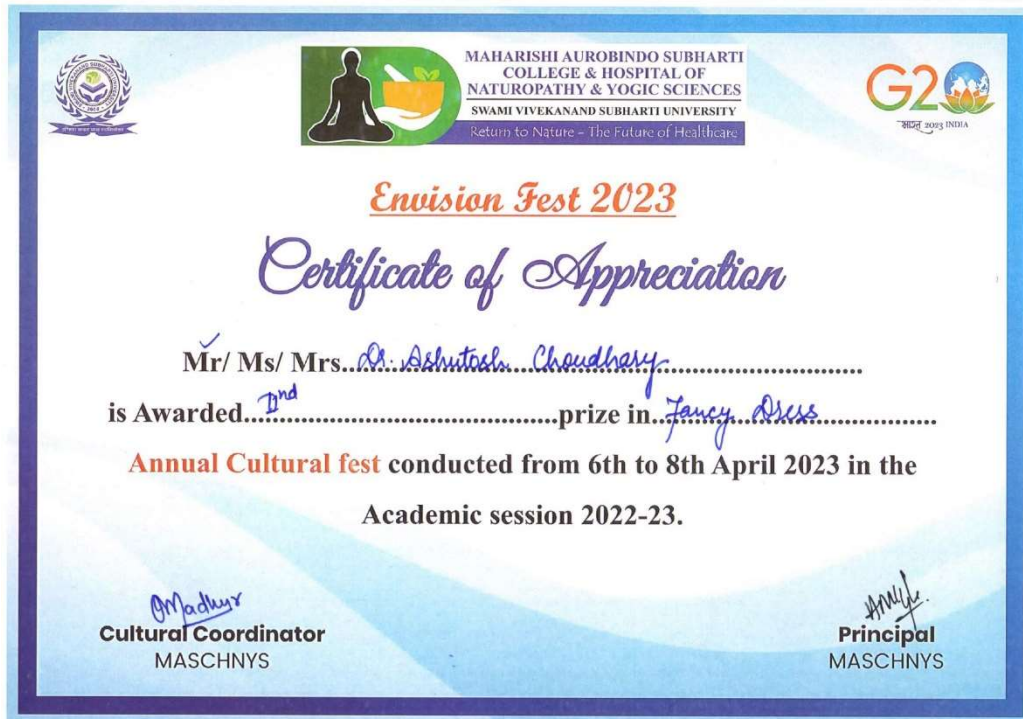 MAHARISHI AUROBINDO SUBHARTI
COLLEGE & HOSPITAL OF
NATUROPATHY & YOGIC SCIENCES
SWAMI VIVEKANAND SUBHARTI UNIVERSITY
Return to Nature – The Future of Healthcare
G20
भारत 2023 INDIA
Envision Fest 2023
Certificate of Appreciation
Mr/ Ms/ Mrs..Dr. Ashutosh Choudhary..............................
is Awarded..IInd..........................................prize in..Fancy Dress..................
Annual Cultural fest conducted from 6th to 8th April 2023 in the
Academic session 2022-23.
Madhur
Cultural Coordinator
MASCHNYS
Principal
MASCHNYS